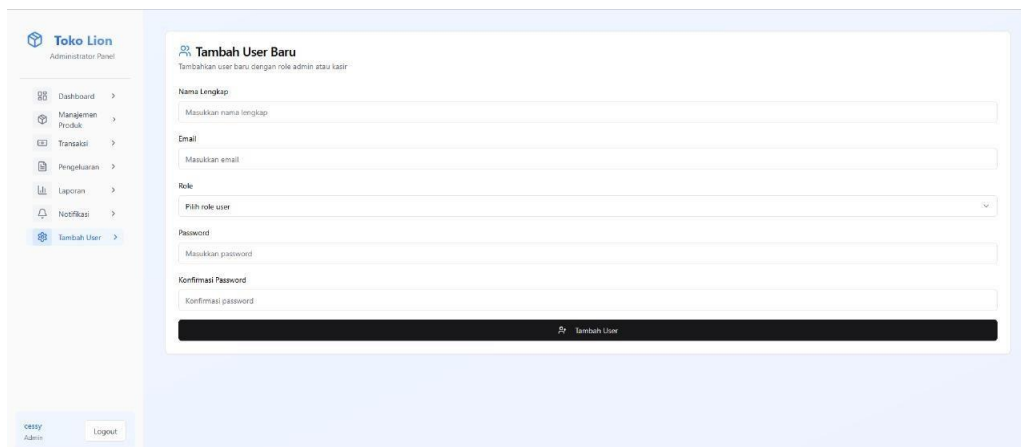 Toko Lion
Administrator Panel
Dashboard
Manajemen
Produk
Transaksi
Pengeluaran
Laporan
Notifikasi
Tambah User
cessy
Admin
Logout
Tambah User Baru
Tambahkan user baru dengan role admin atau kasir
Nama Lengkap
Masukkan nama lengkap
Email
Masukkan email
Role
Pilih role user
Password
Masukkan password
Konfirmasi Password
Konfirmasi password
Tambah User